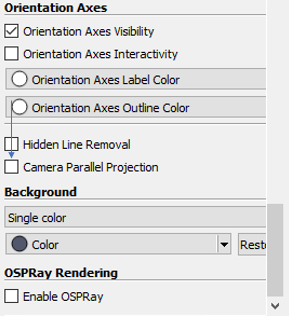 Orientation Axes
Orientation Axes Visibility
Orientation Axes Interactivity
Orientation Axes Label Color
Orientation Axes Outline Color
Hidden Line Removal
Camera Parallel Projection
Background
Single color
Color
Resto
OSPRay Rendering
Enable OSPRay